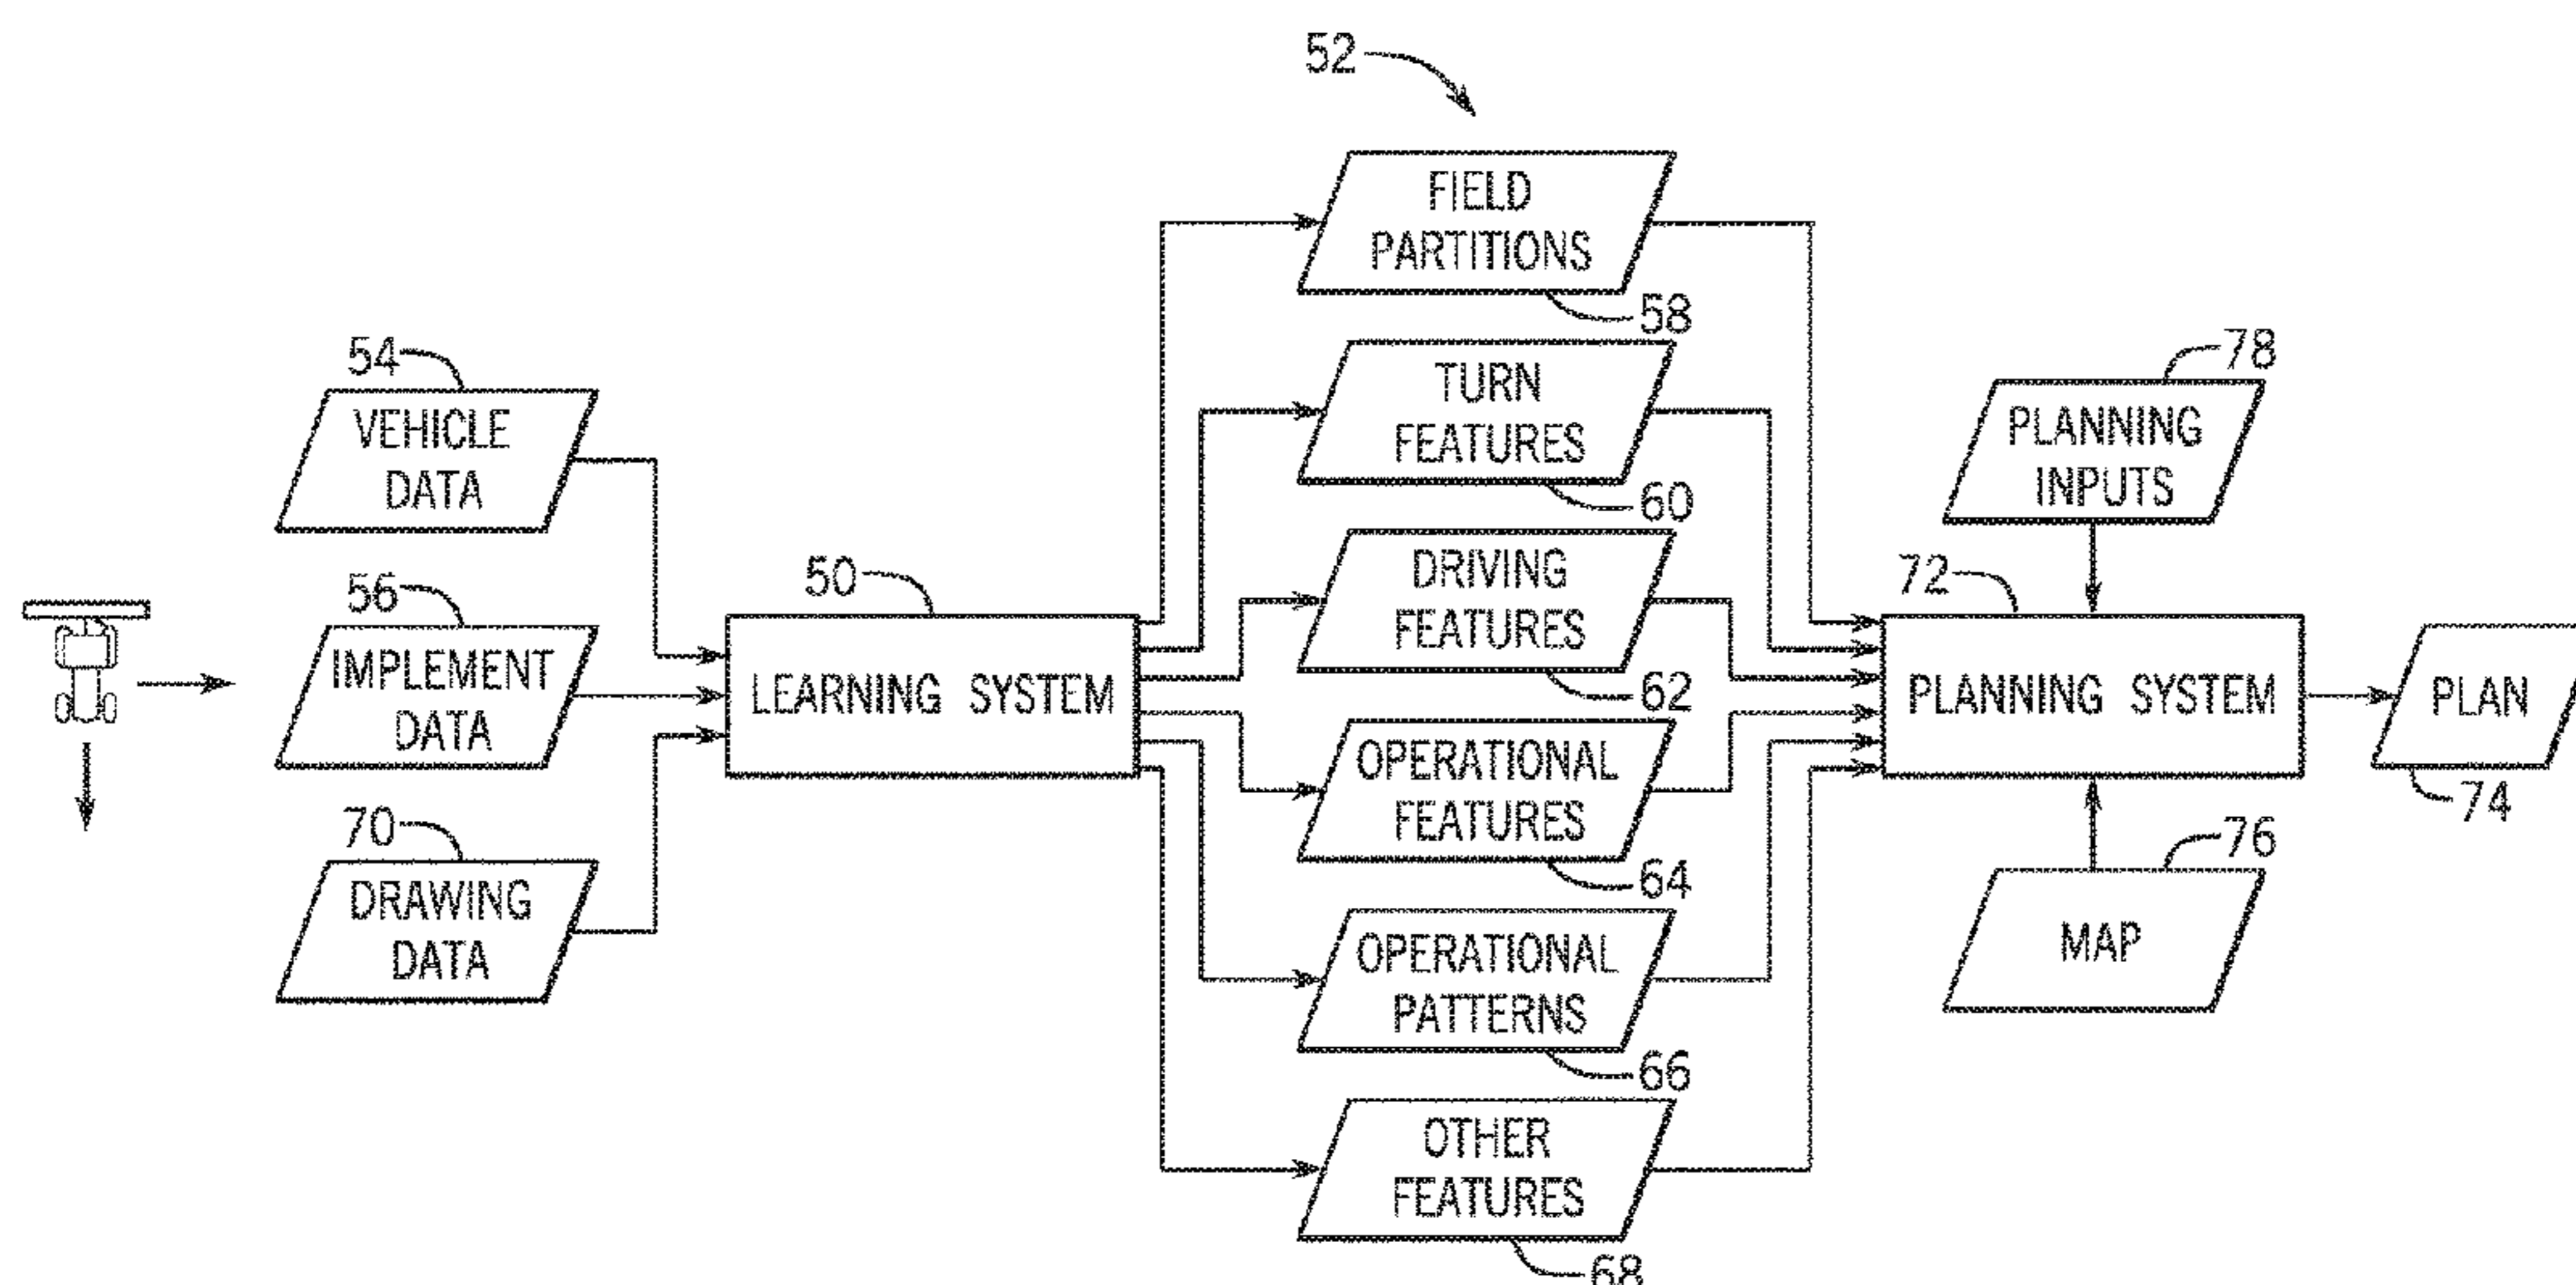 52
FIELD
PARTITIONS
58
54
VEHICLE
DATA
TURN
FEATURES
60
78
PLANNING
INPUTS
56
IMPLEMENT
DATA
50
LEARNING SYSTEM
DRIVING
FEATURES
62
72
PLANNING SYSTEM
PLAN
74
70
DRAWING
DATA
OPERATIONAL
FEATURES
64
76
MAP
OPERATIONAL
PATTERNS
66
OTHER
FEATURES
68